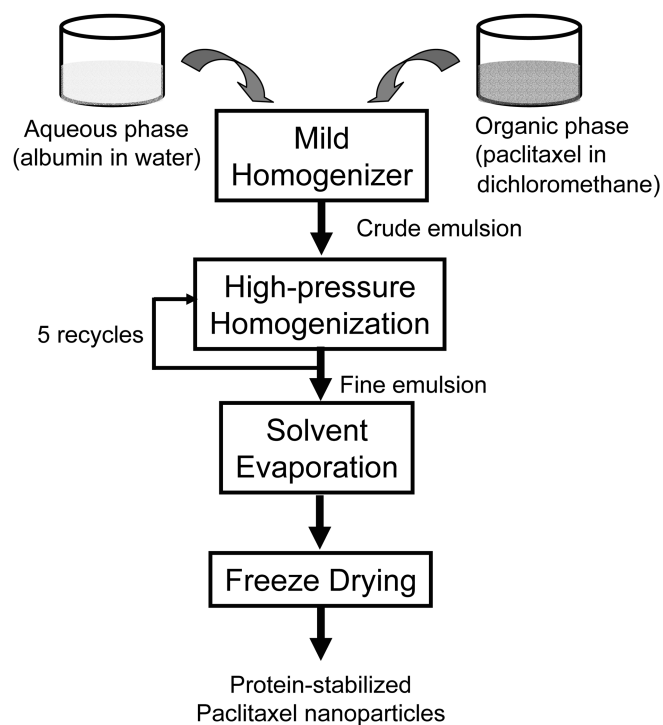 Aqueous phase
(albumin in water)
Organic phase
(paclitaxel in
dichloromethane)
Mild
Homogenizer
Crude emulsion
High-pressure
Homogenization
5 recycles
Fine emulsion
Solvent
Evaporation
Freeze Drying
Protein-stabilized
Paclitaxel nanoparticles